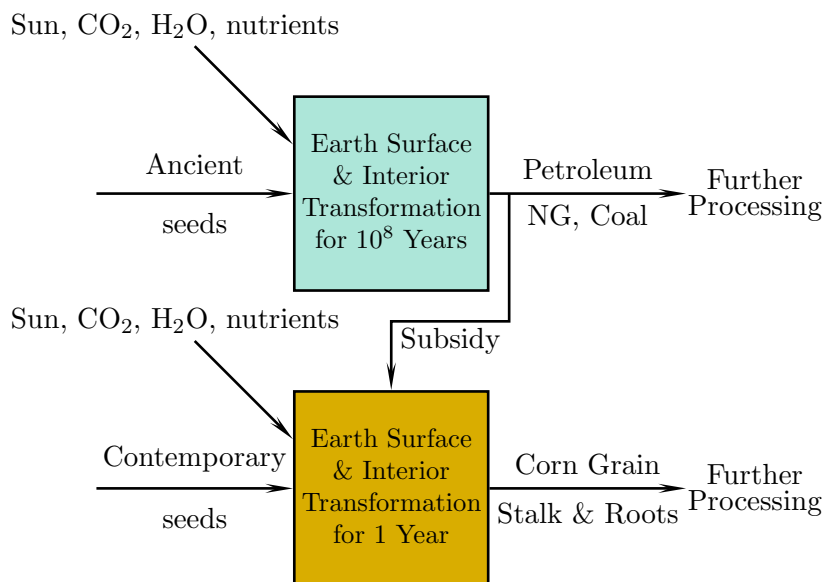 Sun, CO₂, H₂O, nutrients
Ancient
seeds
Earth Surface
& Interior
Transformation
for 10⁸ Years
Petroleum
NG, Coal
Further
Processing
Subsidy
Sun, CO₂, H₂O, nutrients
Contemporary
seeds
Earth Surface
& Interior
Transformation
for 1 Year
Corn Grain
Stalk & Roots
Further
Processing